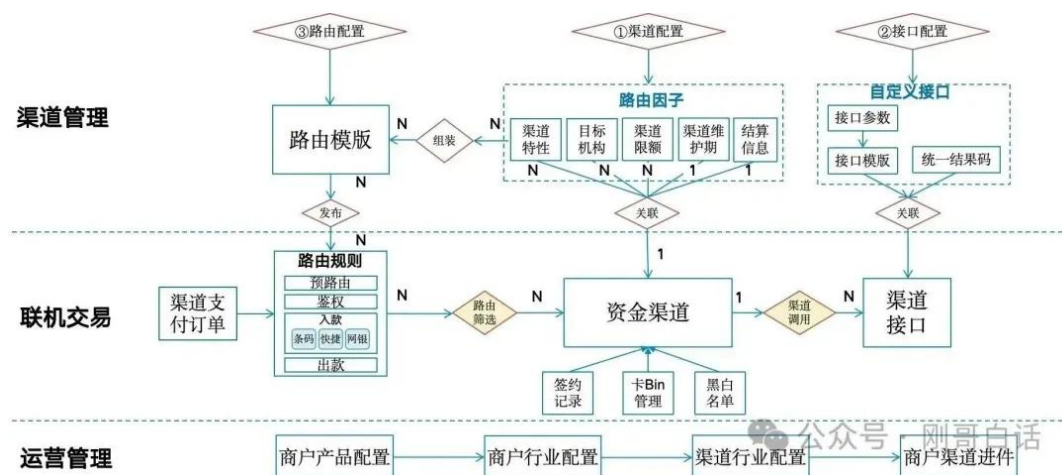 ③路由配置
①渠道配置
②接口配置
渠道管理
路由因子
自定义接口
接口参数
路由模版
N
组装
N
渠道
特性
目标
机构
渠道
限额
渠道维
护期
结算
信息
接口模版
统一结果码
N
N
N
N
1
1
发布
关联
关联
N
1
联机交易
渠道支
付订单
路由规则
预路由
鉴权
入款
条码
快捷
网银
出款
N
路由
筛选
N
资金渠道
1
渠道
调用
N
渠道
接口
签约
记录
卡Bin
管理
黑白
名单
公众号·刚哥白话
运营管理
商户产品配置
商户行业配置
渠道行业配置
商户渠道进件